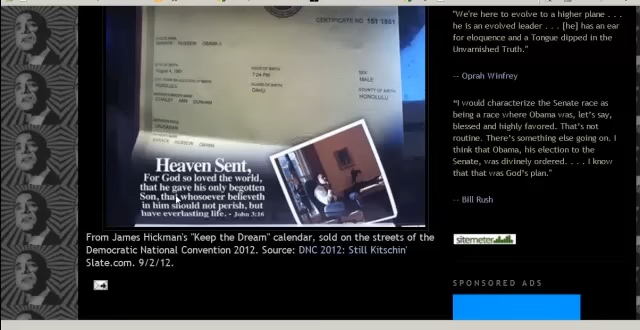 CERTIFICATE NO. 151 1961
7:24 PM
MALE
HONOLULU
OAHU
HONOLULU
Heaven Sent,
For God so loved the world,
that he gave his only begotten
Son, that whosoever believeth
in him should not perish, but
have everlasting life. - John 3:16
From James Hickman's "Keep the Dream" calendar, sold on the streets of the
Democratic National Convention 2012. Source: DNC 2012: Still Kitschin'
Slate.com. 9/2/12.
"We're here to evolve to a higher plane . . .
he is an evolved leader . . . [he] has an ear
for eloquence and a Tongue dipped in the
Unvarnished Truth."
-- Oprah Winfrey
"I would characterize the Senate race as
being a race where Obama was, let's say,
blessed and highly favored. That's not
routine. There's something else going on. I
think that Obama, his election to the
Senate, was divinely ordered. . . . I know
that that was God's plan."
-- Bill Rush
sitemeter
SPONSORED ADS